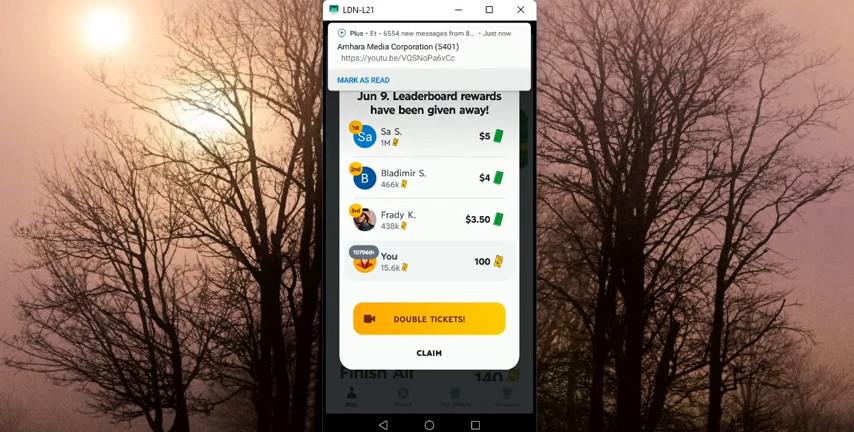 LDN-L21
Plus • Et • 6554 new messages from 8... • Just now
Amhara Media Corporation (5401)
https://youtu.be/VQSNoPa6vCc
MARK AS READ
Jun 9. Leaderboard rewards
have been given away!
1st
Sa
Sa S.
1M
$5
2nd
B
Bladimir S.
466k
$4
3rd
Frady K.
438k
$3.50
10796th
You
15.6k
100
DOUBLE TICKETS!
CLAIM
Finish All
140
Play